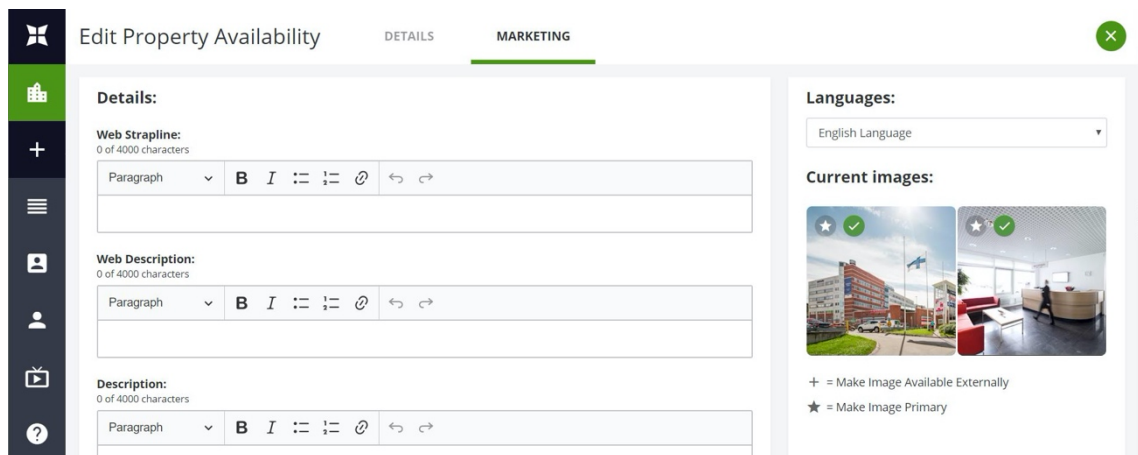 Edit Property Availability
DETAILS
MARKETING
Details:
Web Strapline:
0 of 4000 characters
Paragraph B I
Web Description:
0 of 4000 characters
Paragraph B I
Description:
0 of 4000 characters
Paragraph B I
Languages:
English Language
Current images:
+ = Make Image Available Externally
★ = Make Image Primary